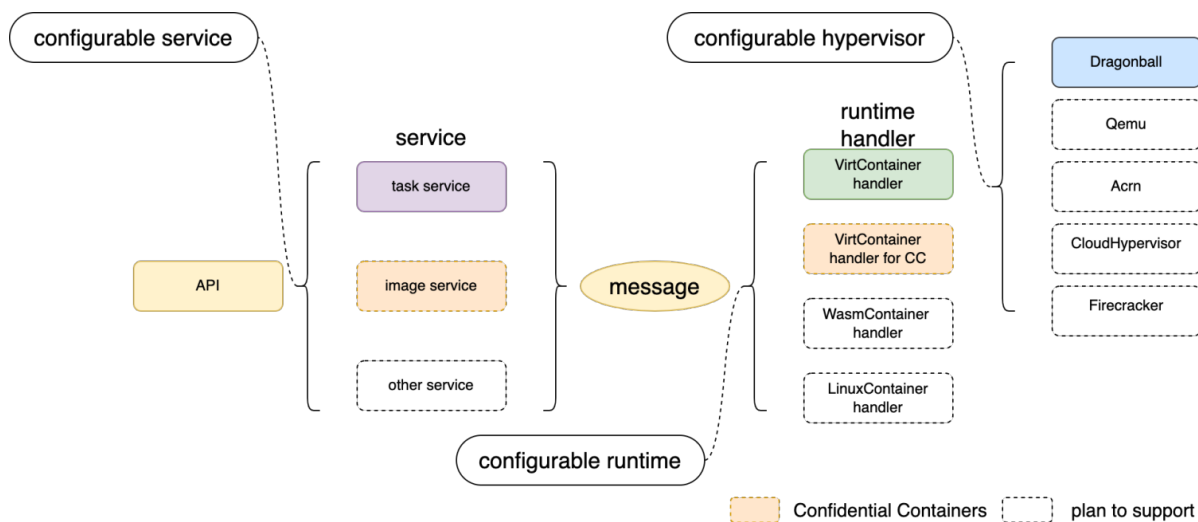 configurable service
configurable hypervisor
Dragonball
Qemu
Acrn
CloudHypervisor
Firecracker
service
task service
image service
other service
API
message
runtime
handler
VirtContainer
handler
VirtContainer
handler for CC
WasmContainer
handler
LinuxContainer
handler
configurable runtime
Confidential Containers
plan to support